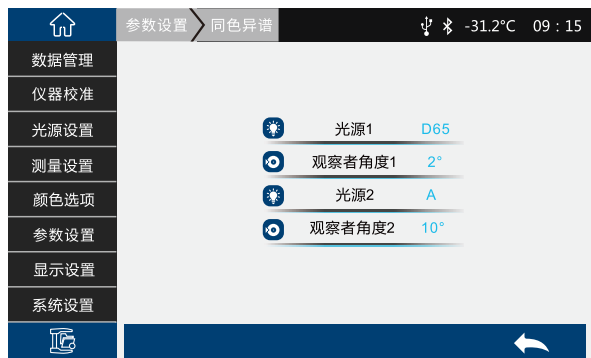 参数设置 同色异谱 -31.2℃ 09：15
数据管理
仪器校准
光源设置
测量设置
颜色选项
参数设置
显示设置
系统设置
光源1 D65
观察者角度1 2°
光源2 A
观察者角度2 10°